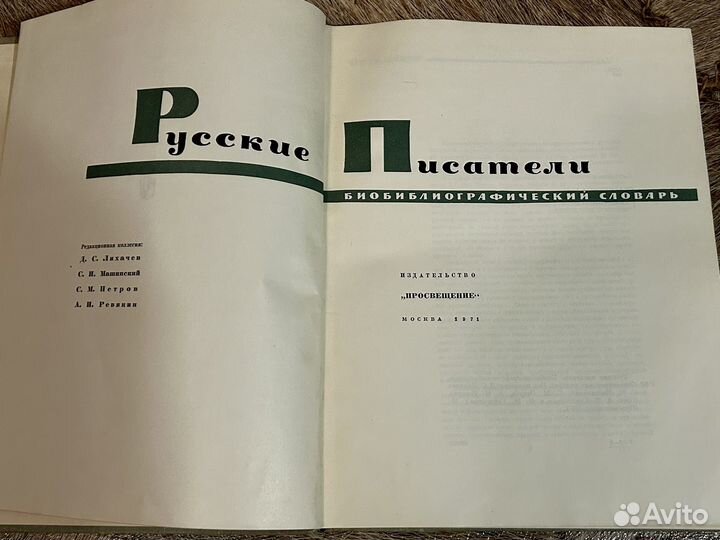 Русские Писатели
БИОБИБЛИОГРАФИЧЕСКИЙ СЛОВАРЬ
Редакционная коллегия:
Д. С. Лихачев
С. И. Машинский
С. М. Петров
А. И. Ревякин
ИЗДАТЕЛЬСТВО
„ПРОСВЕЩЕНИЕ“
МОСКВА 1971
Avito